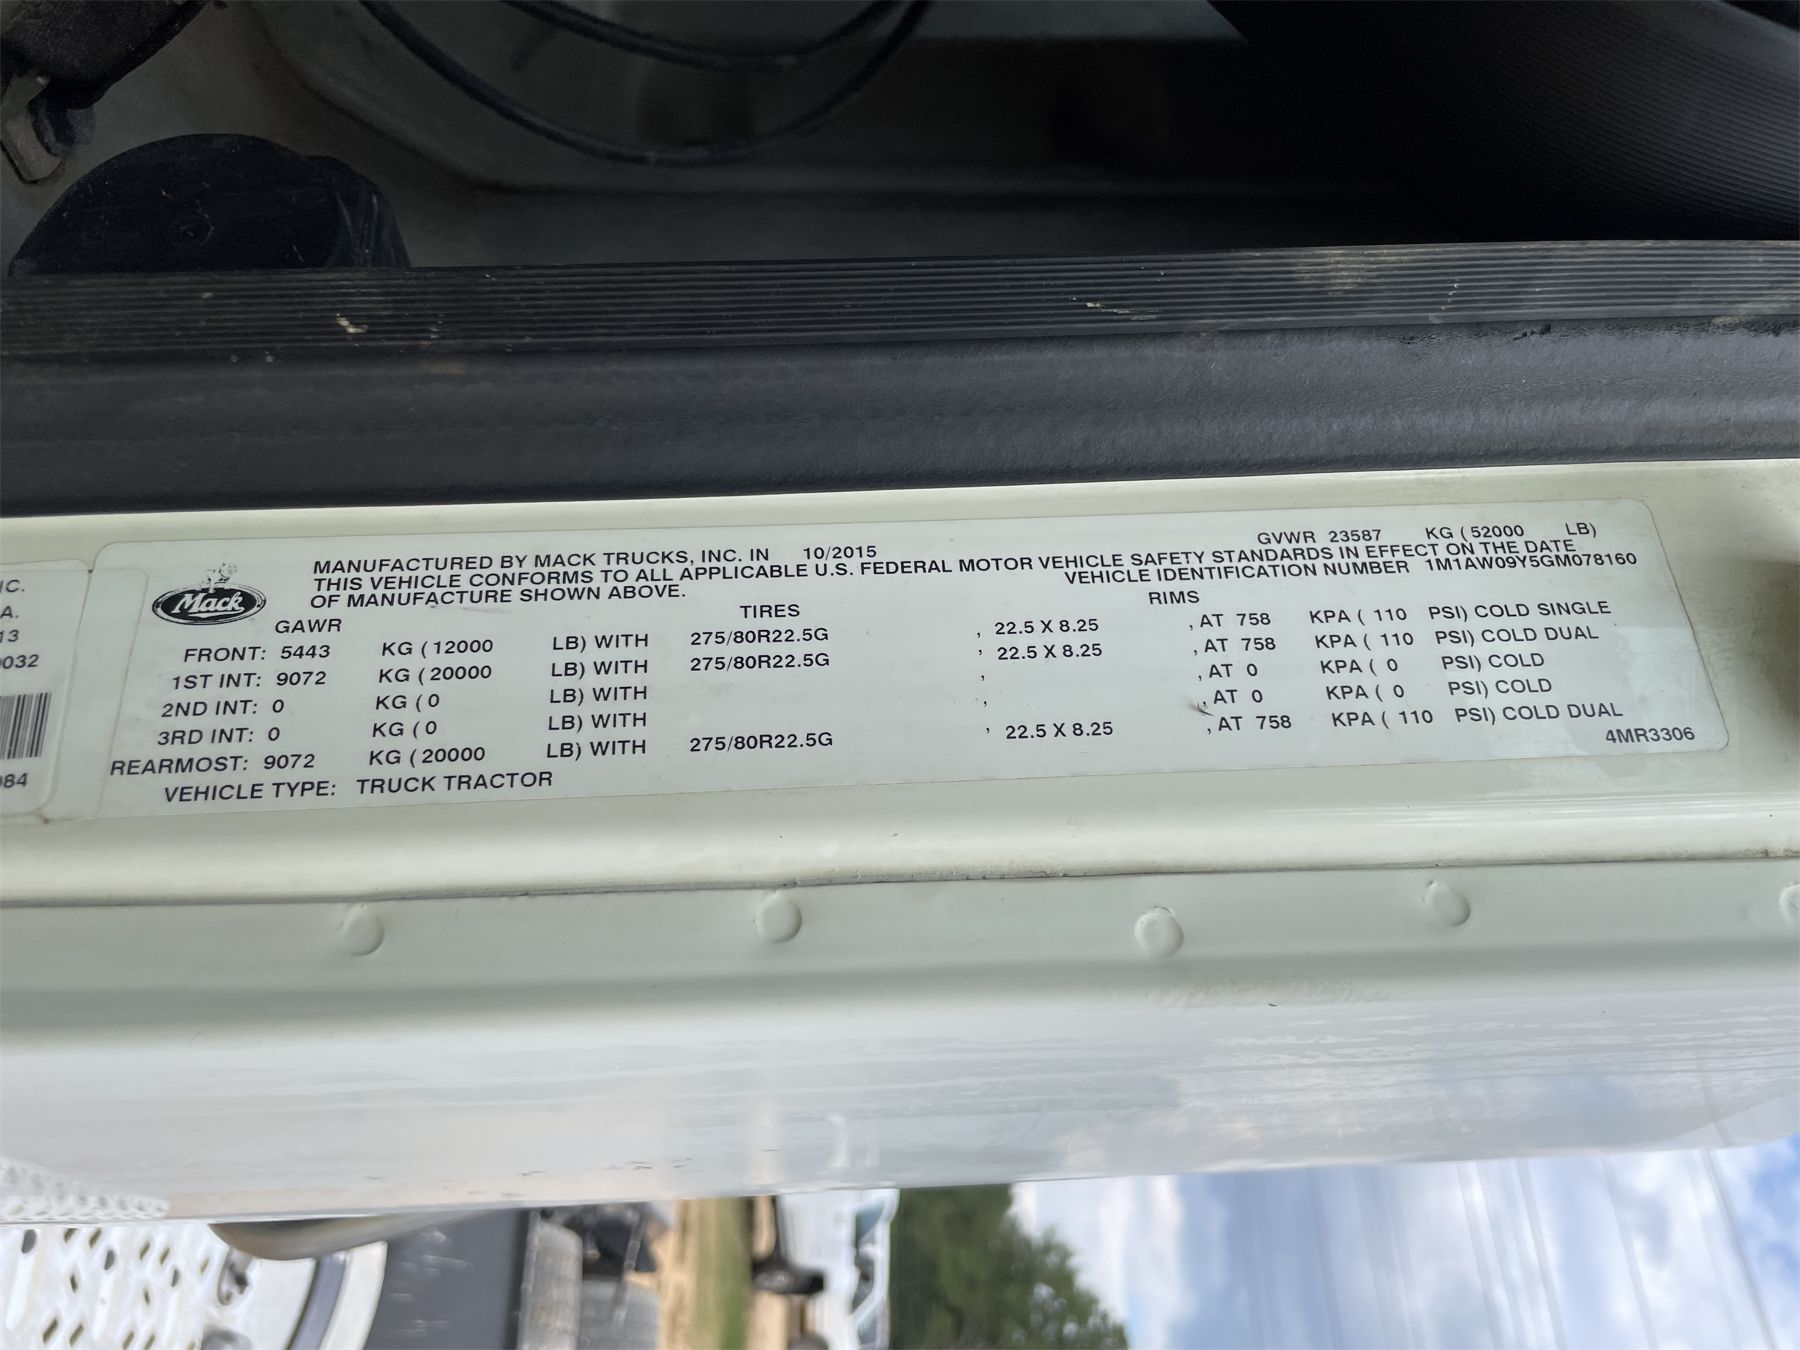 IC.
A.
13
0032
084
Mack
MANUFACTURED BY MACK TRUCKS, INC. IN 10/2015 GVWR 23587 KG ( 52000 LB)
THIS VEHICLE CONFORMS TO ALL APPLICABLE U.S. FEDERAL MOTOR VEHICLE SAFETY STANDARDS IN EFFECT ON THE DATE
OF MANUFACTURE SHOWN ABOVE. VEHICLE IDENTIFICATION NUMBER 1M1AW09Y5GM078160
GAWR TIRES RIMS
FRONT: 5443 KG ( 12000 LB) WITH 275/80R22.5G , 22.5 X 8.25 , AT 758 KPA ( 110 PSI) COLD SINGLE
1ST INT: 9072 KG ( 20000 LB) WITH 275/80R22.5G , 22.5 X 8.25 , AT 758 KPA ( 110 PSI) COLD DUAL
2ND INT: 0 KG ( 0 LB) WITH , , AT 0 KPA ( 0 PSI) COLD
3RD INT: 0 KG ( 0 LB) WITH , , AT 0 KPA ( 0 PSI) COLD
REARMOST: 9072 KG ( 20000 LB) WITH 275/80R22.5G , 22.5 X 8.25 , AT 758 KPA ( 110 PSI) COLD DUAL
VEHICLE TYPE: TRUCK TRACTOR 4MR3306